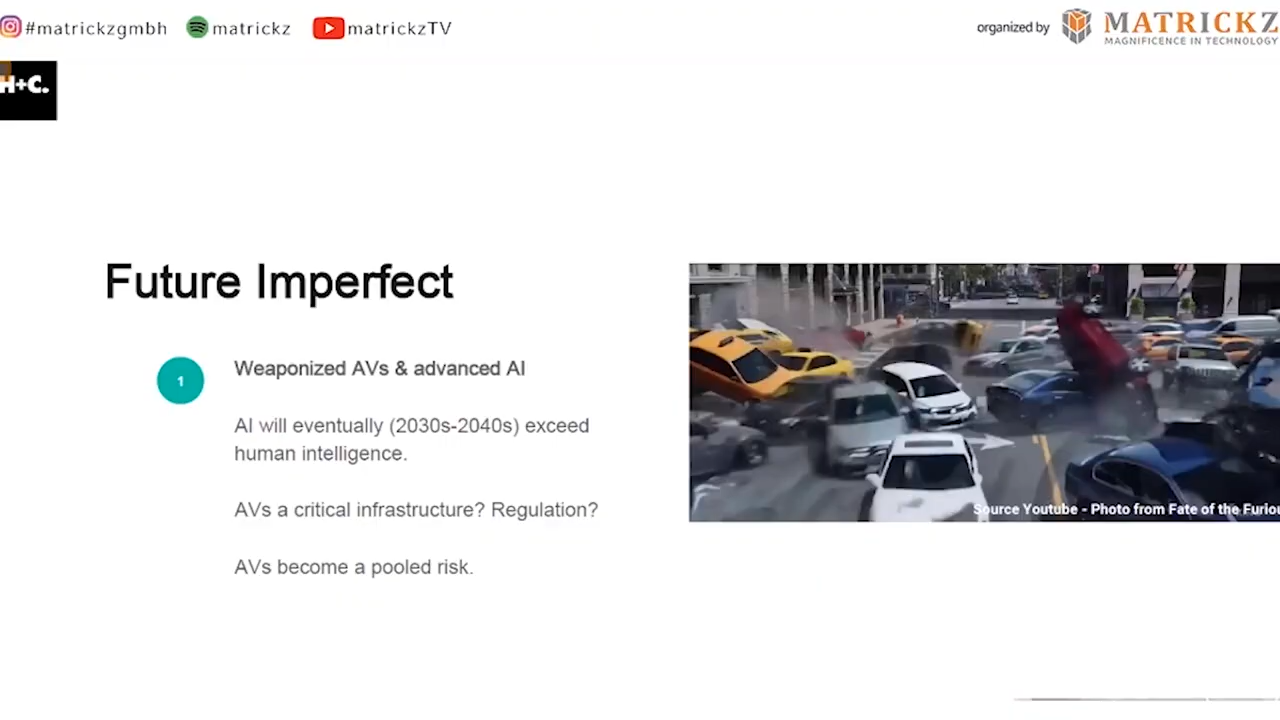 #matrickzgmbh matrickz matrickzTV
organized by MATRICKZ
MAGNIFICENCE IN TECHNOLOGY
H+C.
Future Imperfect
1 Weaponized AVs & advanced AI
AI will eventually (2030s-2040s) exceed
human intelligence.
AVs a critical infrastructure? Regulation?
AVs become a pooled risk.
Source Youtube - Photo from Fate of the Furiou